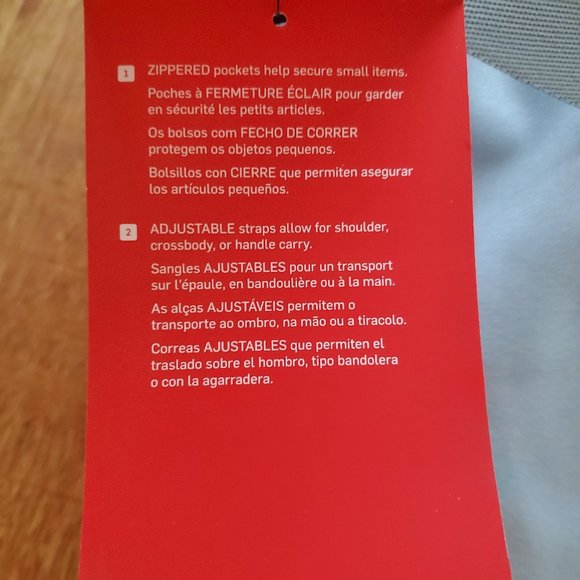 1 ZIPPERED pockets help secure small items.
Poches à FERMETURE ÉCLAIR pour garder
en sécurité les petits articles.
Os bolsos com FECHO DE CORRER
protegem os objetos pequenos.
Bolsillos con CIERRE que permiten asegurar
los artículos pequeños.
2 ADJUSTABLE straps allow for shoulder,
crossbody, or handle carry.
Sangles AJUSTABLES pour un transport
sur l'épaule, en bandoulière ou à la main.
As alças AJUSTÁVEIS permitem o
transporte ao ombro, na mão ou a tiracolo.
Correas AJUSTABLES que permiten el
traslado sobre el hombro, tipo bandolera
o con la agarradera.